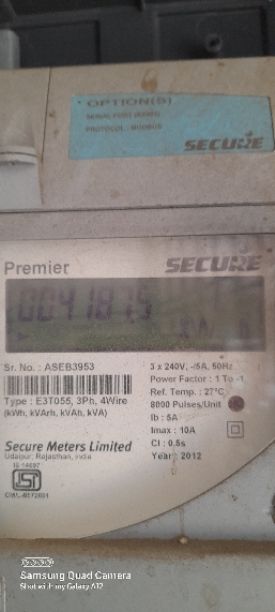 OPTION(S)
SERIAL PORT (RS485)
PROTOCOL : MODBUS
SECURE
Premier
SECURE
0041815
Sr. No. : ASEB3953
Type : E3T055, 3Ph, 4Wire
(kWh, kVArh, kVAh, kVA)
Secure Meters Limited
Udaipur, Rajasthan, India
IS 14697
3 x 240V, -/5A, 50Hz
Power Factor : 1 To -1
Ref. Temp. : 27°C
8000 Pulses/Unit
Ib : 5A
Imax : 10A
Cl : 0.5s
Year : 2012
Samsung Quad Camera
Shot with my Galaxy A12